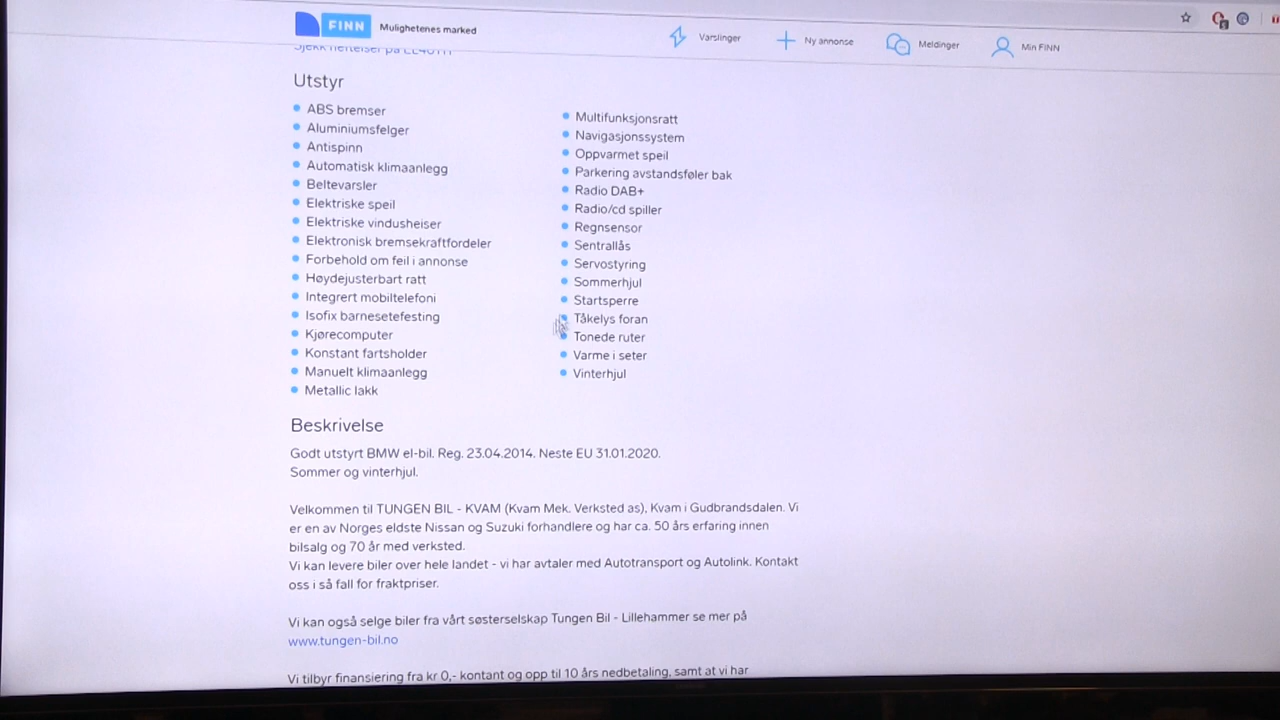 FINN Mulighetenes marked
Varslinger
Ny annonse
Meldinger
Min FINN
Utstyr
ABS bremser
Aluminiumsfelger
Antispinn
Automatisk klimaanlegg
Beltevarsler
Elektriske speil
Elektriske vindusheiser
Elektronisk bremsekraftfordeler
Forbehold om feil i annonse
Høydejusterbart ratt
Integrert mobiltelefoni
Isofix barnesetefesting
Kjørecomputer
Konstant fartsholder
Manuelt klimaanlegg
Metallic lakk
Multifunksjonsratt
Navigasjonssystem
Oppvarmet speil
Parkering avstandsføler bak
Radio DAB+
Radio/cd spiller
Regnsensor
Sentrallås
Servostyring
Sommerhjul
Startsperre
Tåkelys foran
Tonede ruter
Varme i seter
Vinterhjul
Beskrivelse
Godt utstyrt BMW el-bil. Reg. 23.04.2014. Neste EU 31.01.2020.
Sommer og vinterhjul.
Velkommen til TUNGEN BIL - KVAM (Kvam Mek. Verksted as), Kvam i Gudbrandsdalen. Vi
er en av Norges eldste Nissan og Suzuki forhandlere og har ca. 50 års erfaring innen
bilsalg og 70 år med verksted.
Vi kan levere biler over hele landet - vi har avtaler med Autotransport og Autolink. Kontakt
oss i så fall for fraktpriser.
Vi kan også selge biler fra vårt søsterselskap Tungen Bil - Lillehammer se mer på
www.tungen-bil.no
Vi tilbyr finansiering fra kr 0,- kontant og opp til 10 års nedbetaling, samt at vi har